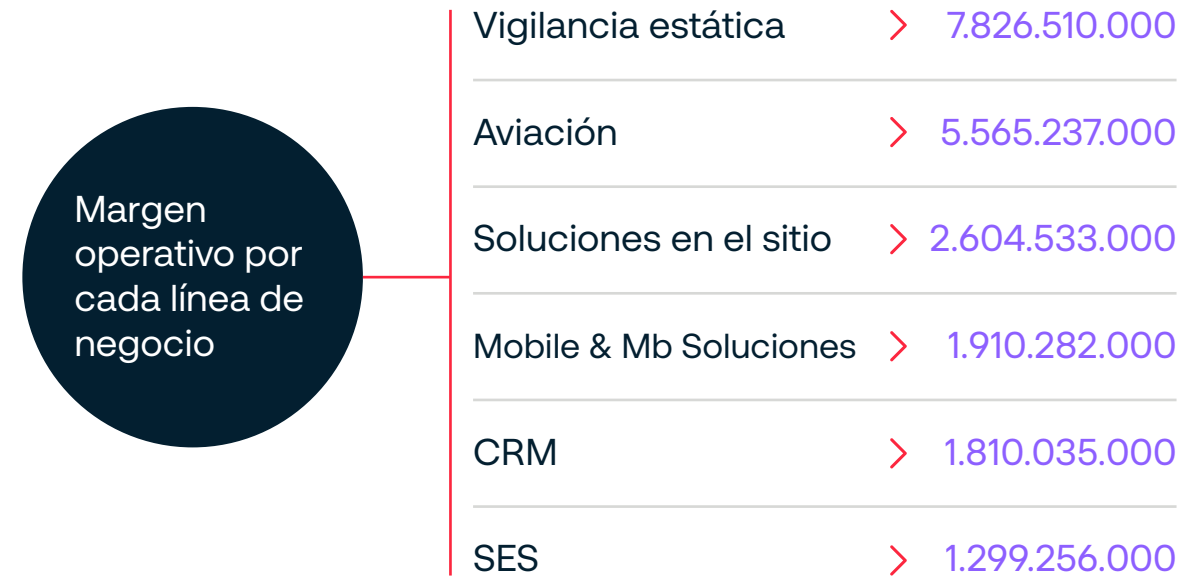 Margen
operativo por
cada línea de
negocio
Vigilancia estática > 7.826.510.000
Aviación > 5.565.237.000
Soluciones en el sitio > 2.604.533.000
Mobile & Mb Soluciones > 1.910.282.000
CRM > 1.810.035.000
SES > 1.299.256.000